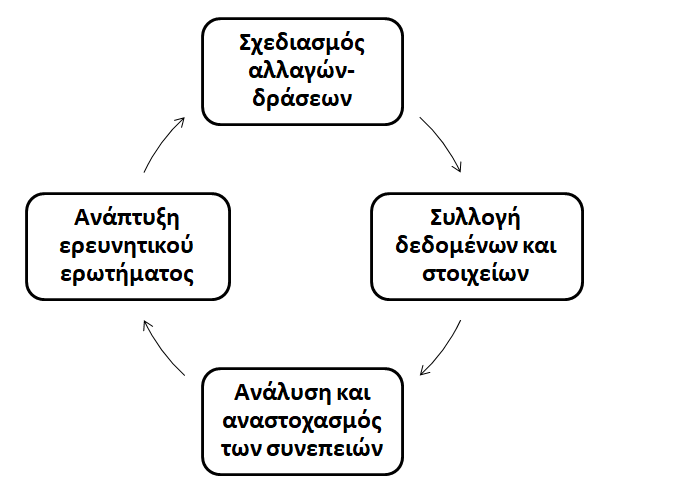 Σχεδιασμός
αλλαγών-
δράσεων
Ανάπτυξη
ερευνητικού
ερωτήματος
Συλλογή
δεδομένων και
στοιχείων
Ανάλυση και
αναστοχασμός
των συνεπειών